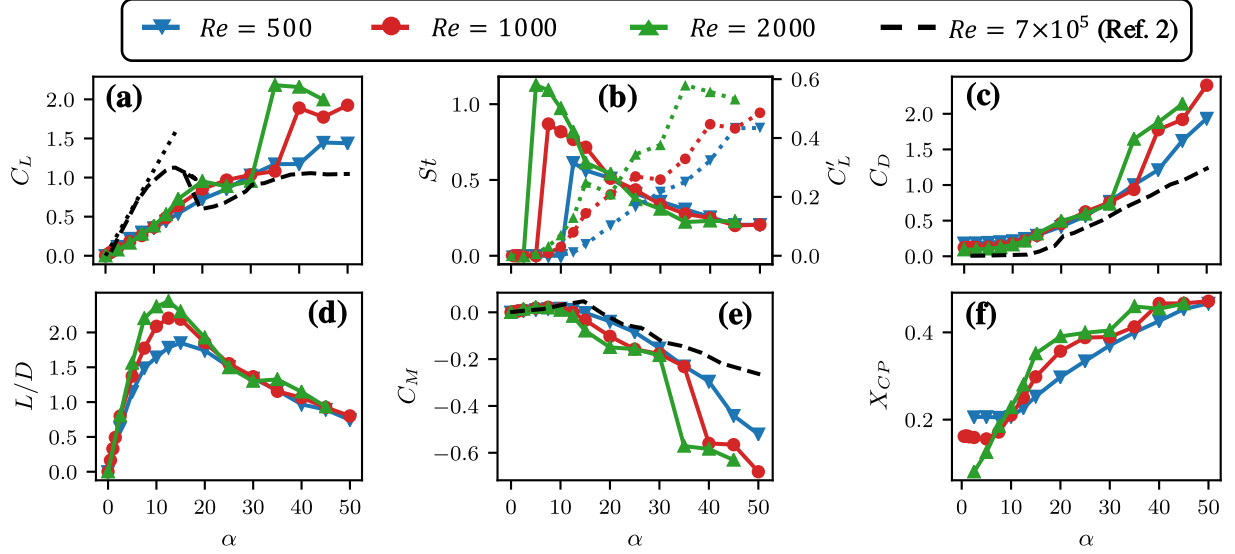 Re = 500 Re = 1000 Re = 2000 Re = 7×10⁵ (Ref. 2)
(a) (b) (c)
C_L St C′_L C_D
2.0 1.5 1.0 0.5 0.0
1.0 0.5 0.0
0.6 0.4 0.2 0.0
2.5 2.0 1.5 1.0 0.5 0.0
(d) (e) (f)
L/D C_M X_CP
2.0 1.5 1.0 0.5 0.0
0.0 −0.2 −0.4 −0.6
0.4 0.2
0 10 20 30 40 50 0 10 20 30 40 50 0 10 20 30 40 50
α α α